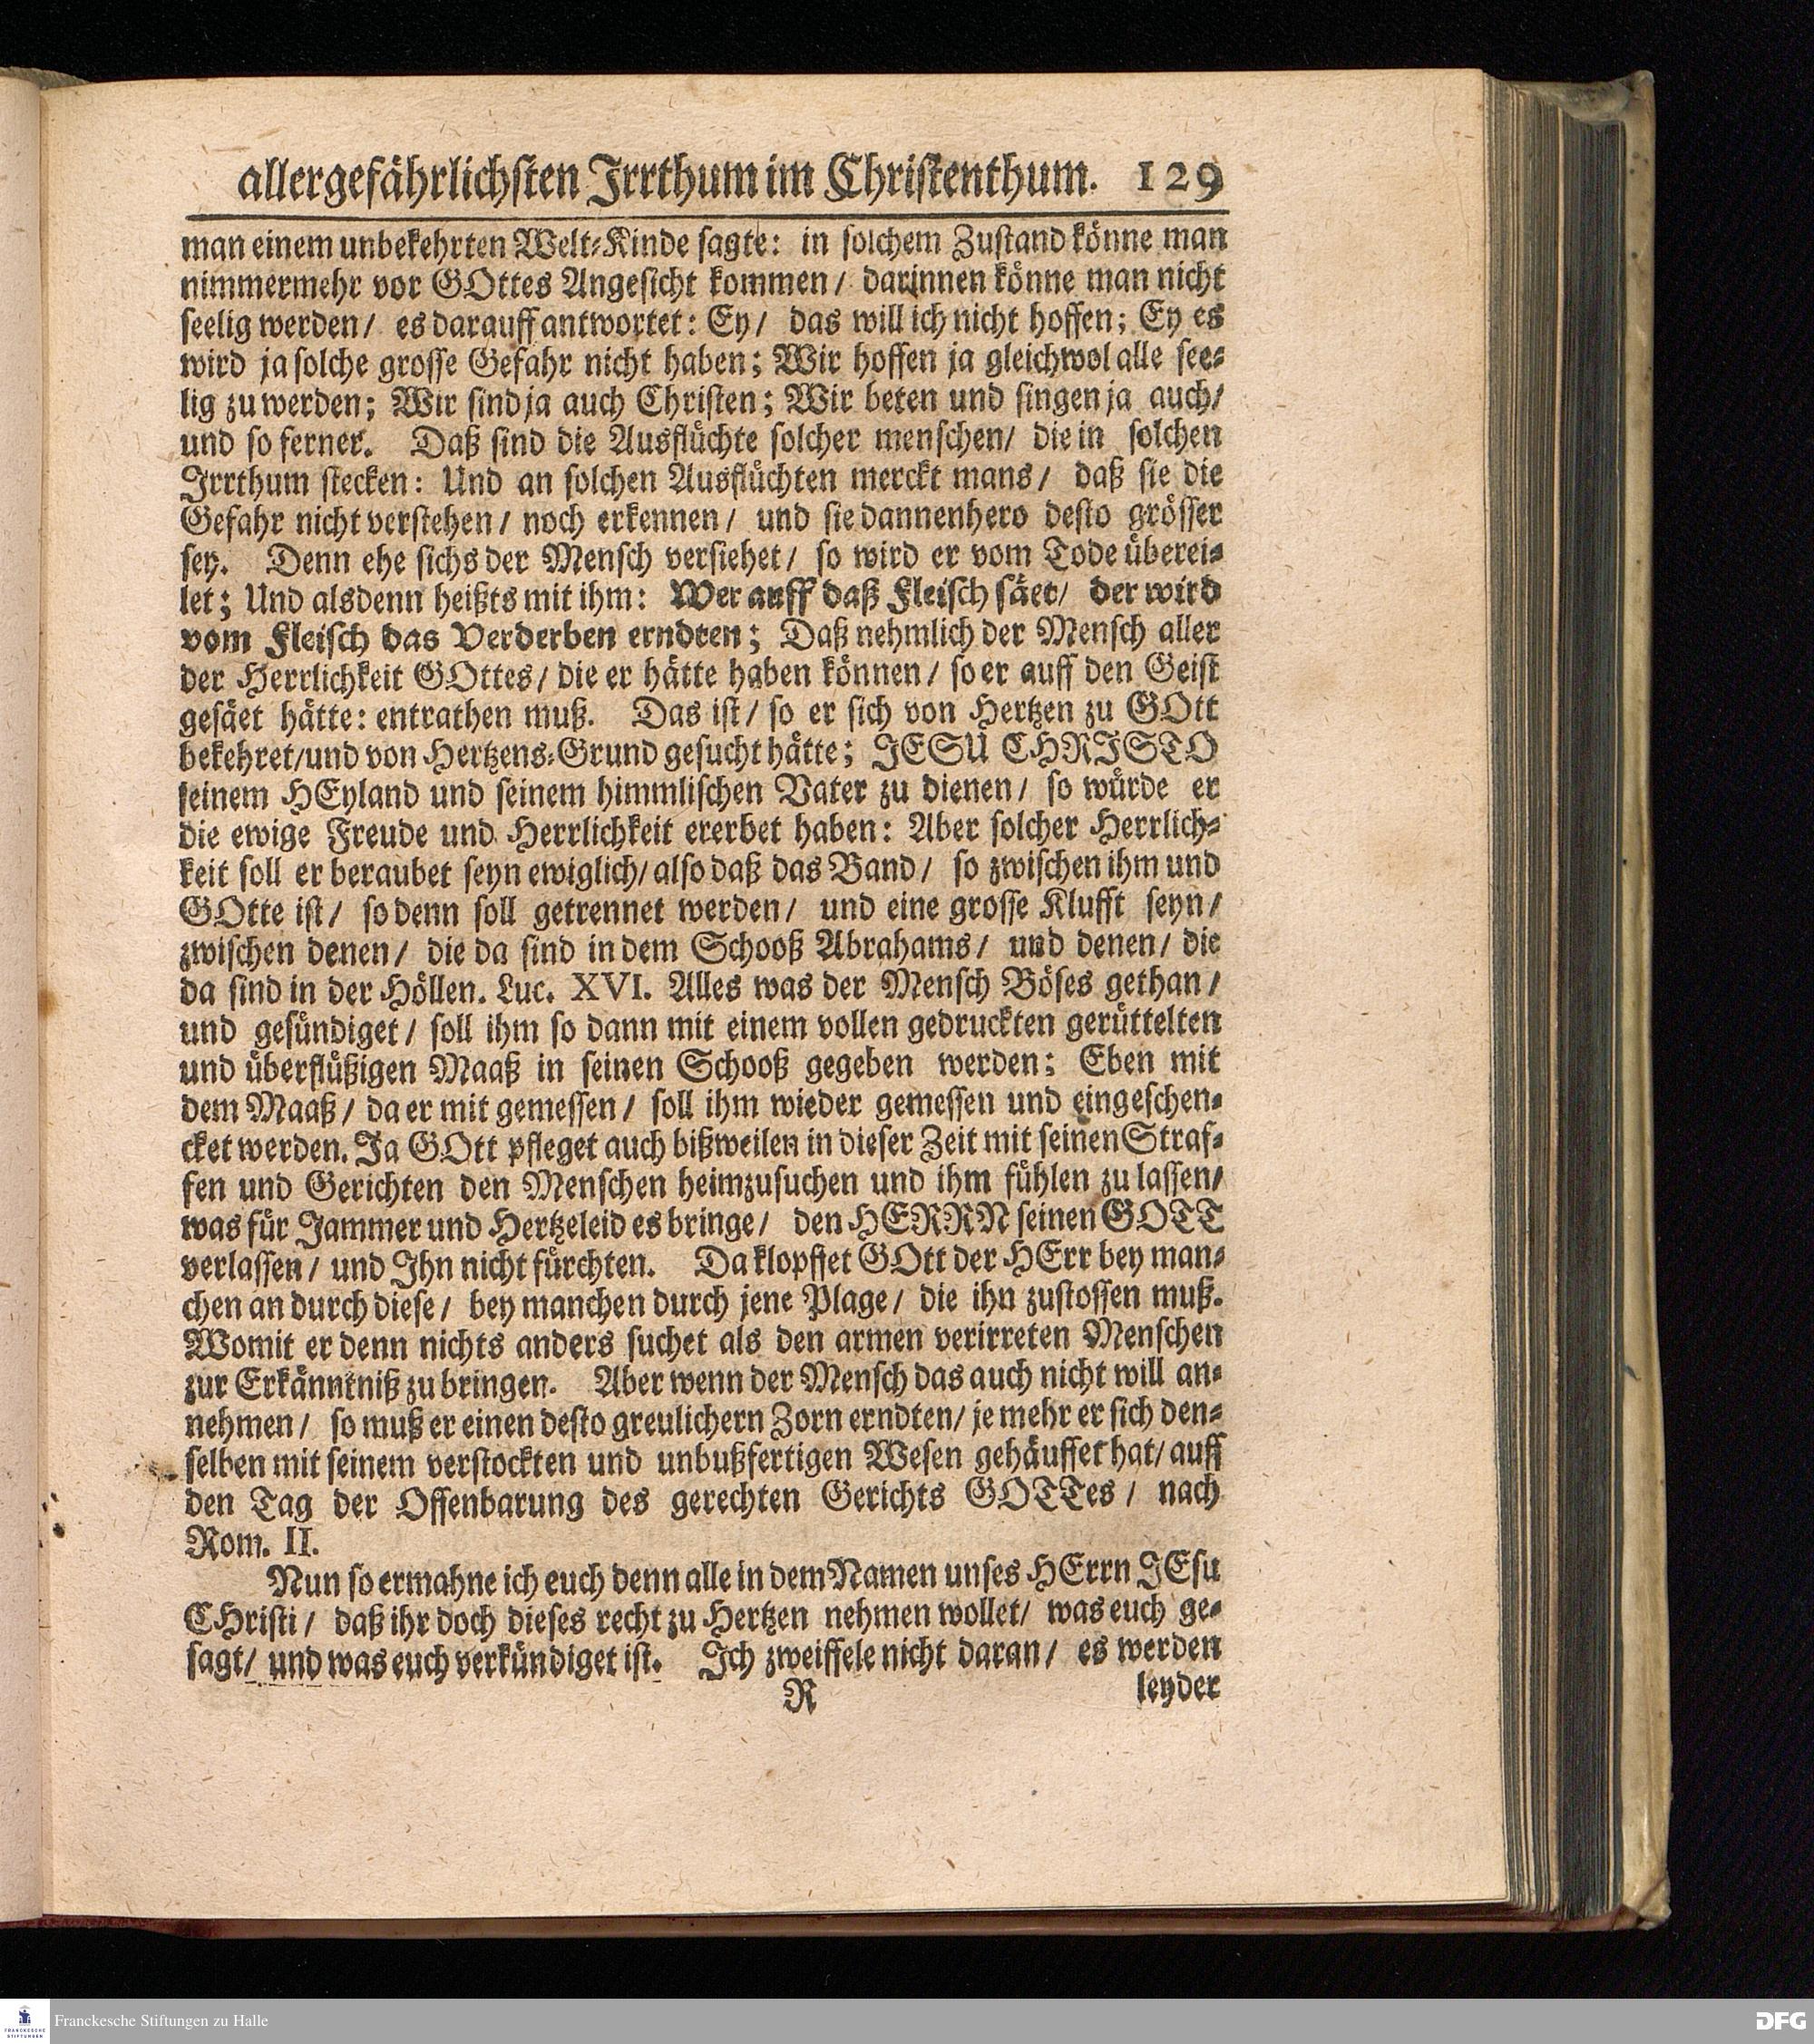 allergefährlichsten Irrthum im Christenthum. 129
man einem unbekehrten Welt-Kinde sagte: in solchem Zustand könne man
nimmermehr vor GOttes Angesicht kommen/ darinnen könne man nicht
seelig werden/ es darauff antwortet: Ey/ das will ich nicht hoffen; Ey es
wird ja solche grosse Gefahr nicht haben; Wir hoffen ja gleichwol alle see-
lig zu werden; Wir sind ja auch Christen; Wir beten und singen ja auch/
und so ferner. Daß sind die Ausflüchte solcher menschen/ die in solchen
Irrthum stecken: Und an solchen Ausflüchten merckt mans/ daß sie die
Gefahr nicht verstehen/ noch erkennen/ und sie dannenhero desto grösser
sey. Denn ehe sichs der Mensch versiehet/ so wird er vom Tode überei-
let; Und alsdenn heißts mit ihm: Wer auff daß Fleisch säet/ der wird
vom Fleisch das Verderben erndten; Daß nehmlich der Mensch aller
der Herrlichkeit GOttes/ die er hätte haben können/ so er auff den Geist
gesäet hätte: entrathen muß. Das ist/ so er sich von Hertzen zu GOtt
bekehret/und von Hertzens-Grund gesucht hätte; JESU CHRISTO
seinem HEyland und seinem himmlischen Vater zu dienen/ so würde er
die ewige Freude und Herrlichkeit ererbet haben: Aber solcher Herrlich-
keit soll er beraubet seyn ewiglich/ also daß das Band/ so zwischen ihm und
GOtte ist/ so denn soll getrennet werden/ und eine grosse Klufft seyn/
zwischen denen/ die da sind in dem Schooß Abrahams/ und denen/ die
da sind in der Höllen. Luc. XVI. Alles was der Mensch Böses gethan/
und gesündiget/ soll ihm so dann mit einem vollen gedruckten gerüttelten
und überflüßigen Maaß in seinen Schooß gegeben werden: Eben mit
dem Maaß/ da er mit gemessen/ soll ihm wieder gemessen und eingeschen-
cket werden. Ja GOtt pfleget auch bißweilen in dieser Zeit mit seinen Straf-
fen und Gerichten den Menschen heimzusuchen und ihm fühlen zu lassen/
was für Jammer und Hertzeleid es bringe/ den HERRN seinen GOTT
verlassen/ und Ihn nicht fürchten. Da klopffet GOtt der HErr bey man-
chen an durch diese/ bey manchen durch jene Plage/ die ihn zustossen muß.
Womit er denn nichts anders suchet als den armen verirreten Menschen
zur Erkänntniß zu bringen. Aber wenn der Mensch das auch nicht will an-
nehmen/ so muß er einen desto greulichern Zorn erndten/ je mehr er sich den-
selben mit seinem verstockten und unbußfertigen Wesen gehäuffet hat/ auff
den Tag der Offenbarung des gerechten Gerichts GOTTes/ nach
Rom. II.
Nun so ermahne ich euch denn alle in dem Namen unses HErrn JEsu
CHristi/ daß ihr doch dieses recht zu Hertzen nehmen wollet/ was euch ge-
sagt/ und was euch verkündiget ist. Ich zweiffele nicht daran/ es werden
R leyder
Franckesche Stiftungen zu Halle
FRANCKESCHE STIFTUNGEN
DFG